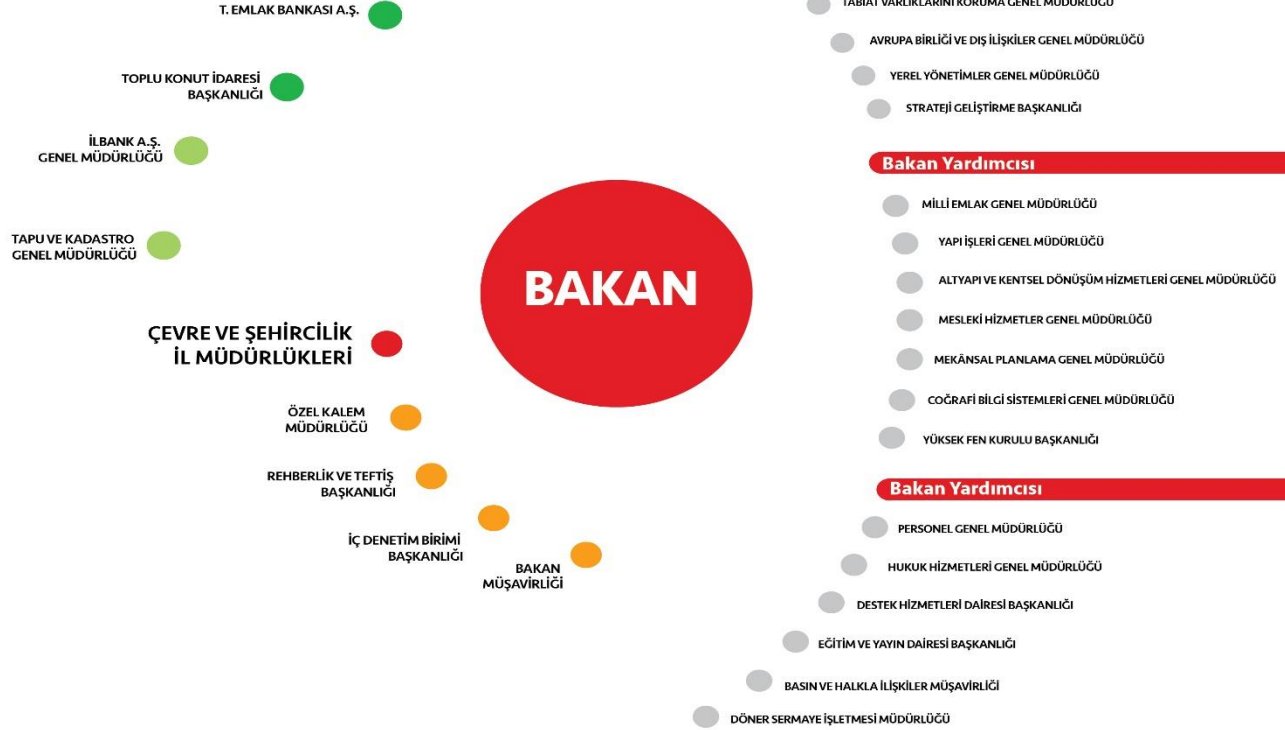 T. EMLAK BANKASI A.Ş.
TOPLU KONUT İDARESİ
BAŞKANLIĞI
İLBANK A.Ş.
GENEL MÜDÜRLÜĞÜ
TAPU VE KADASTRO
GENEL MÜDÜRLÜĞÜ
ÇEVRE VE ŞEHİRCİLİK
İL MÜDÜRLÜKLERİ
ÖZEL KALEM
MÜDÜRLÜĞÜ
REHBERLİK VE TEFTİŞ
BAŞKANLIĞI
İÇ DENETİM BİRİMİ
BAŞKANLIĞI
BAKAN
MÜŞAVİRLİĞİ
BAKAN
TABİAT VARLIKLARINI KORUMA GENEL MÜDÜRLÜĞÜ
AVRUPA BİRLİĞİ VE DIŞ İLİŞKİLER GENEL MÜDÜRLÜĞÜ
YEREL YÖNETİMLER GENEL MÜDÜRLÜĞÜ
STRATEJİ GELİŞTİRME BAŞKANLIĞI
Bakan Yardımcısı
MİLLİ EMLAK GENEL MÜDÜRLÜĞÜ
YAPI İŞLERİ GENEL MÜDÜRLÜĞÜ
ALTYAPI VE KENTSEL DÖNÜŞÜM HİZMETLERİ GENEL MÜDÜRLÜĞÜ
MESLEKİ HİZMETLER GENEL MÜDÜRLÜĞÜ
MEKÂNSAL PLANLAMA GENEL MÜDÜRLÜĞÜ
COĞRAFİ BİLGİ SİSTEMLERİ GENEL MÜDÜRLÜĞÜ
YÜKSEK FEN KURULU BAŞKANLIĞI
Bakan Yardımcısı
PERSONEL GENEL MÜDÜRLÜĞÜ
HUKUK HİZMETLERİ GENEL MÜDÜRLÜĞÜ
DESTEK HİZMETLERİ DAİRESİ BAŞKANLIĞI
EĞİTİM VE YAYIN DAİRESİ BAŞKANLIĞI
BASIN VE HALKLA İLİŞKİLER MÜŞAVİRLİĞİ
DÖNER SERMAYE İŞLETMESİ MÜDÜRLÜĞÜ